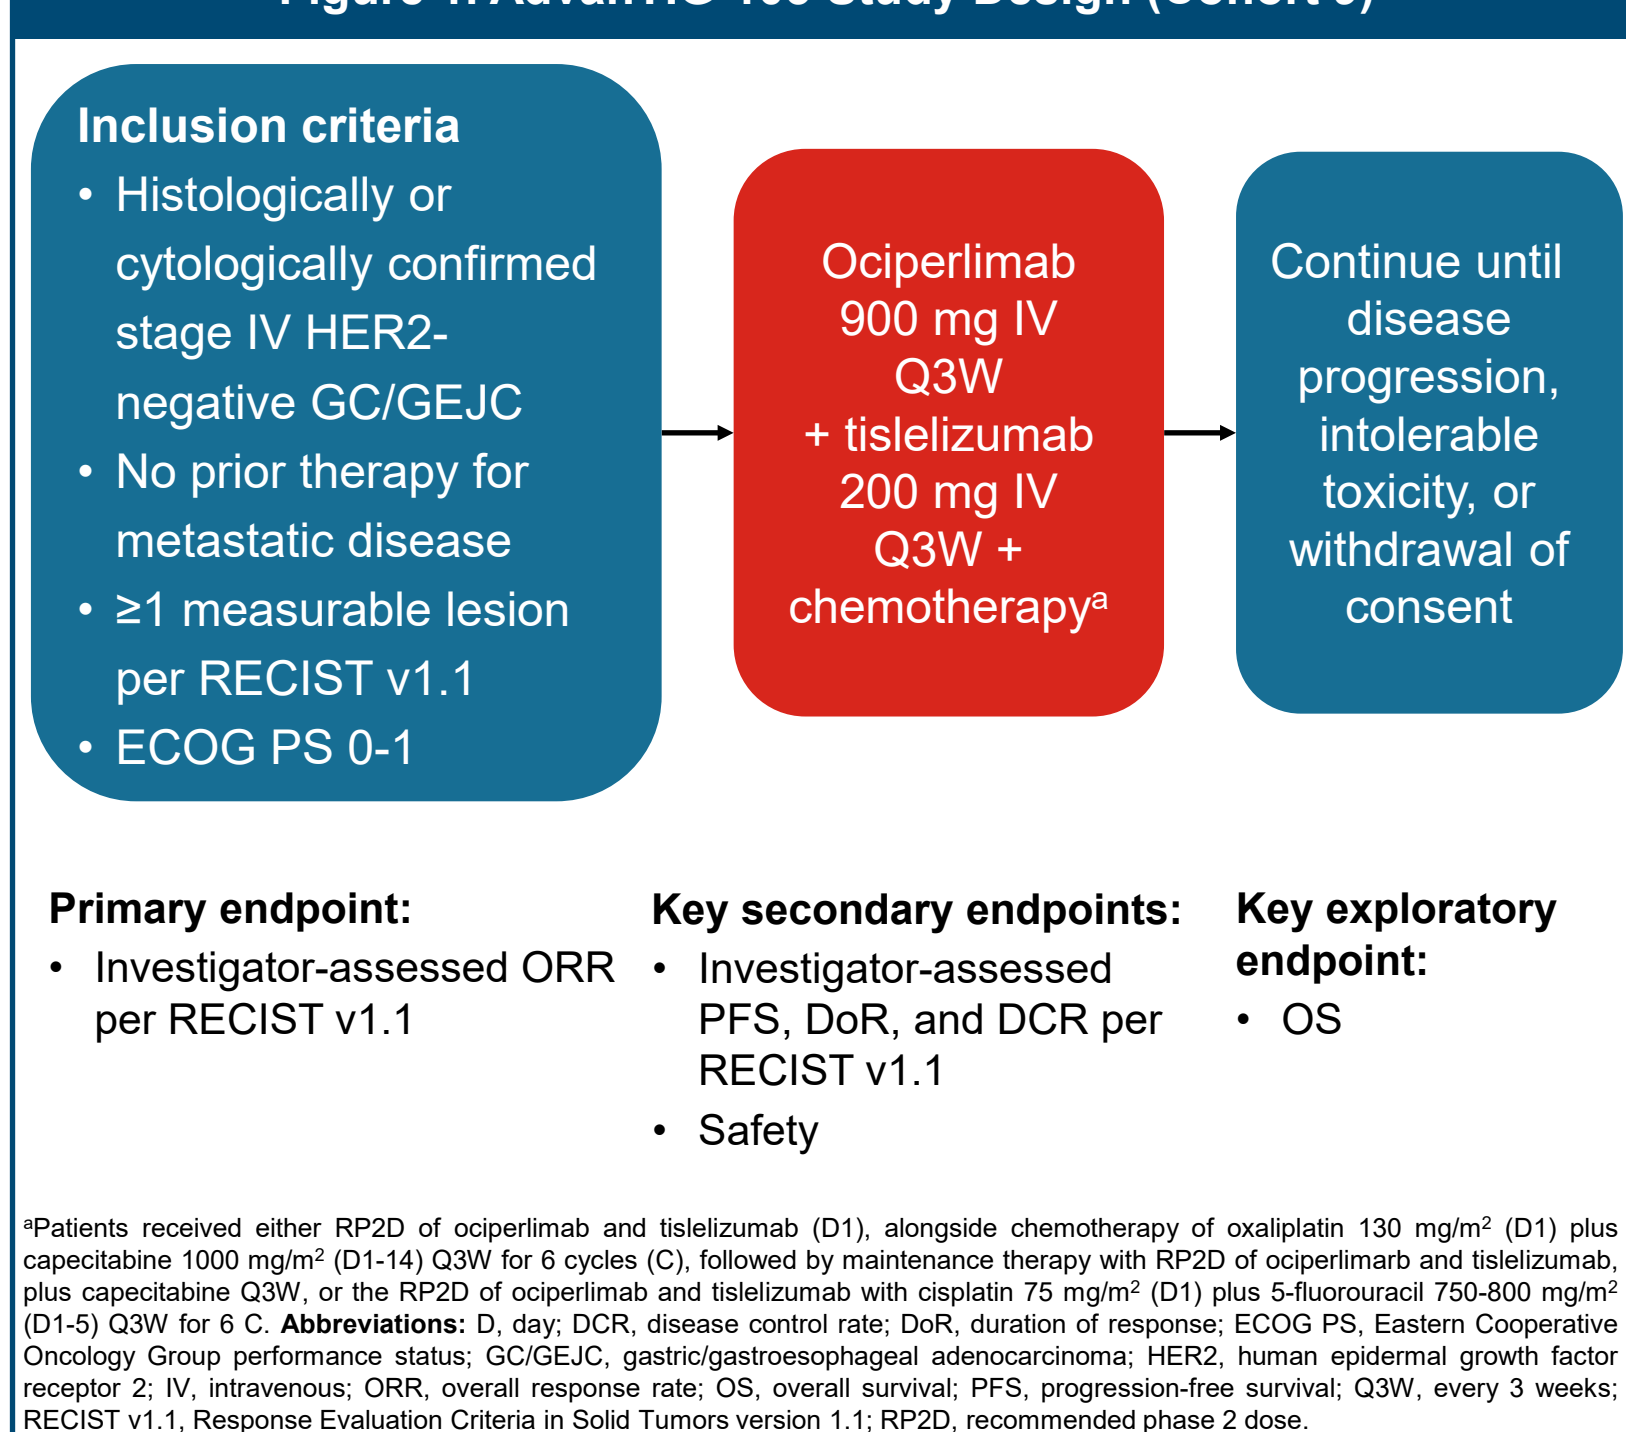 Figure 1. AdvanTIG-105 Study Design (Cohort 9)
Inclusion criteria
• Histologically or
cytologically confirmed
stage IV HER2-
negative GC/GEJC
• No prior therapy for
metastatic disease
• ≥1 measurable lesion
per RECIST v1.1
• ECOG PS 0-1
Ociperlimab
900 mg IV
Q3W
+ tislelizumab
200 mg IV
Q3W +
chemotherapyᵃ
Continue until
disease
progression,
intolerable
toxicity, or
withdrawal of
consent
Primary endpoint:
• Investigator-assessed ORR
per RECIST v1.1
Key secondary endpoints:
• Investigator-assessed
PFS, DoR, and DCR per
RECIST v1.1
• Safety
Key exploratory
endpoint:
• OS
ᵃPatients received either RP2D of ociperlimab and tislelizumab (D1), alongside chemotherapy of oxaliplatin 130 mg/m² (D1) plus
capecitabine 1000 mg/m² (D1-14) Q3W for 6 cycles (C), followed by maintenance therapy with RP2D of ociperlimarb and tislelizumab,
plus capecitabine Q3W, or the RP2D of ociperlimab and tislelizumab with cisplatin 75 mg/m² (D1) plus 5-fluorouracil 750-800 mg/m²
(D1-5) Q3W for 6 C. Abbreviations: D, day; DCR, disease control rate; DoR, duration of response; ECOG PS, Eastern Cooperative
Oncology Group performance status; GC/GEJC, gastric/gastroesophageal adenocarcinoma; HER2, human epidermal growth factor
receptor 2; IV, intravenous; ORR, overall response rate; OS, overall survival; PFS, progression-free survival; Q3W, every 3 weeks;
RECIST v1.1, Response Evaluation Criteria in Solid Tumors version 1.1; RP2D, recommended phase 2 dose.